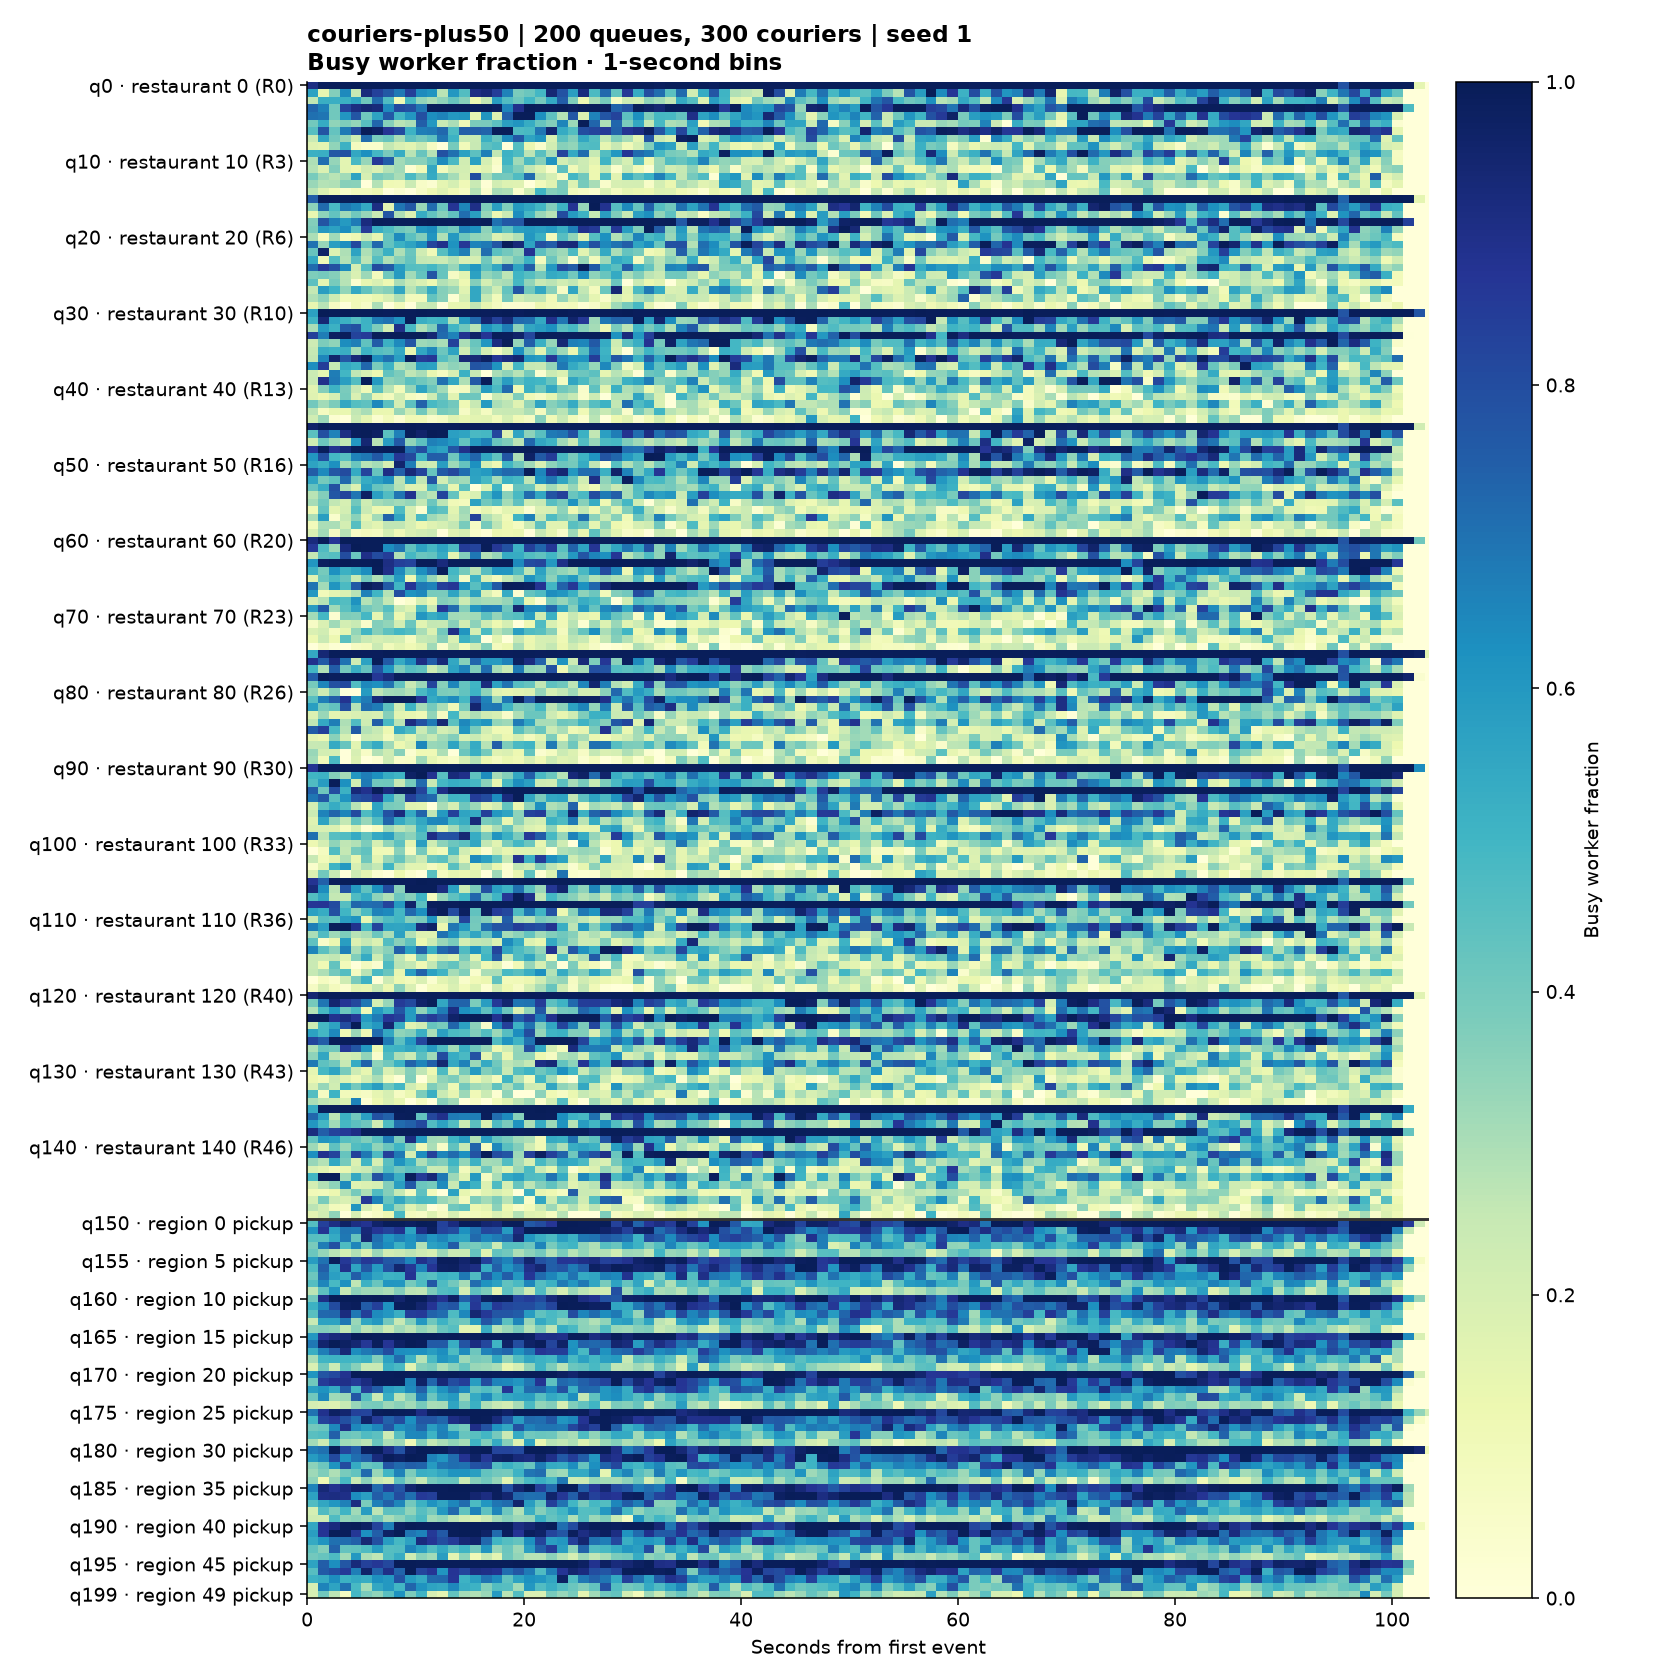 couriers-plus50 | 200 queues, 300 couriers | seed 1
Busy worker fraction · 1-second bins
q0 · restaurant 0 (R0)
q10 · restaurant 10 (R3)
q20 · restaurant 20 (R6)
q30 · restaurant 30 (R10)
q40 · restaurant 40 (R13)
q50 · restaurant 50 (R16)
q60 · restaurant 60 (R20)
q70 · restaurant 70 (R23)
q80 · restaurant 80 (R26)
q90 · restaurant 90 (R30)
q100 · restaurant 100 (R33)
q110 · restaurant 110 (R36)
q120 · restaurant 120 (R40)
q130 · restaurant 130 (R43)
q140 · restaurant 140 (R46)
q150 · region 0 pickup
q155 · region 5 pickup
q160 · region 10 pickup
q165 · region 15 pickup
q170 · region 20 pickup
q175 · region 25 pickup
q180 · region 30 pickup
q185 · region 35 pickup
q190 · region 40 pickup
q195 · region 45 pickup
q199 · region 49 pickup
0 20 40 60 80 100
Seconds from first event
1.0
0.8
0.6
0.4
0.2
0.0
Busy worker fraction